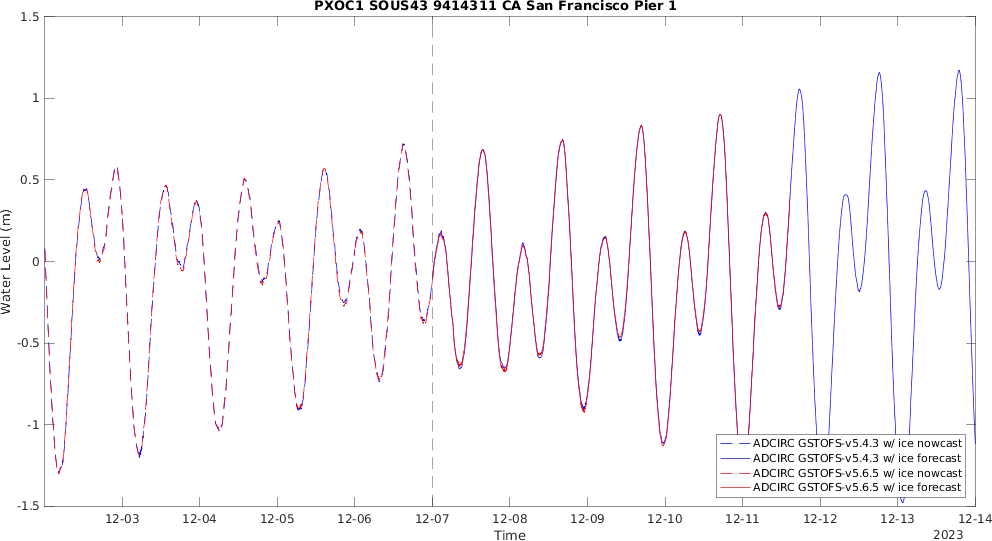 PXOC1 SOUS43 9414311 CA San Francisco Pier 1
1.5
1
0.5
0
-0.5
-1
-1.5
Water Level (m)
12-03 12-04 12-05 12-06 12-07 12-08 12-09 12-10 12-11 12-12 12-13 12-14
Time
2023
ADCIRC GSTOFS-v5.4.3 w/ ice nowcast
ADCIRC GSTOFS-v5.4.3 w/ ice forecast
ADCIRC GSTOFS-v5.6.5 w/ ice nowcast
ADCIRC GSTOFS-v5.6.5 w/ ice forecast